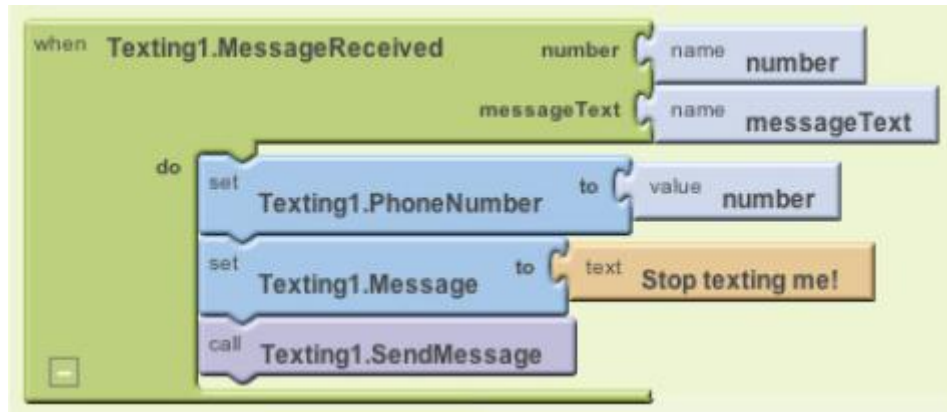 when Texting1.MessageReceived number name number
messageText name messageText
do
set Texting1.PhoneNumber to value number
set Texting1.Message to text Stop texting me!
call Texting1.SendMessage